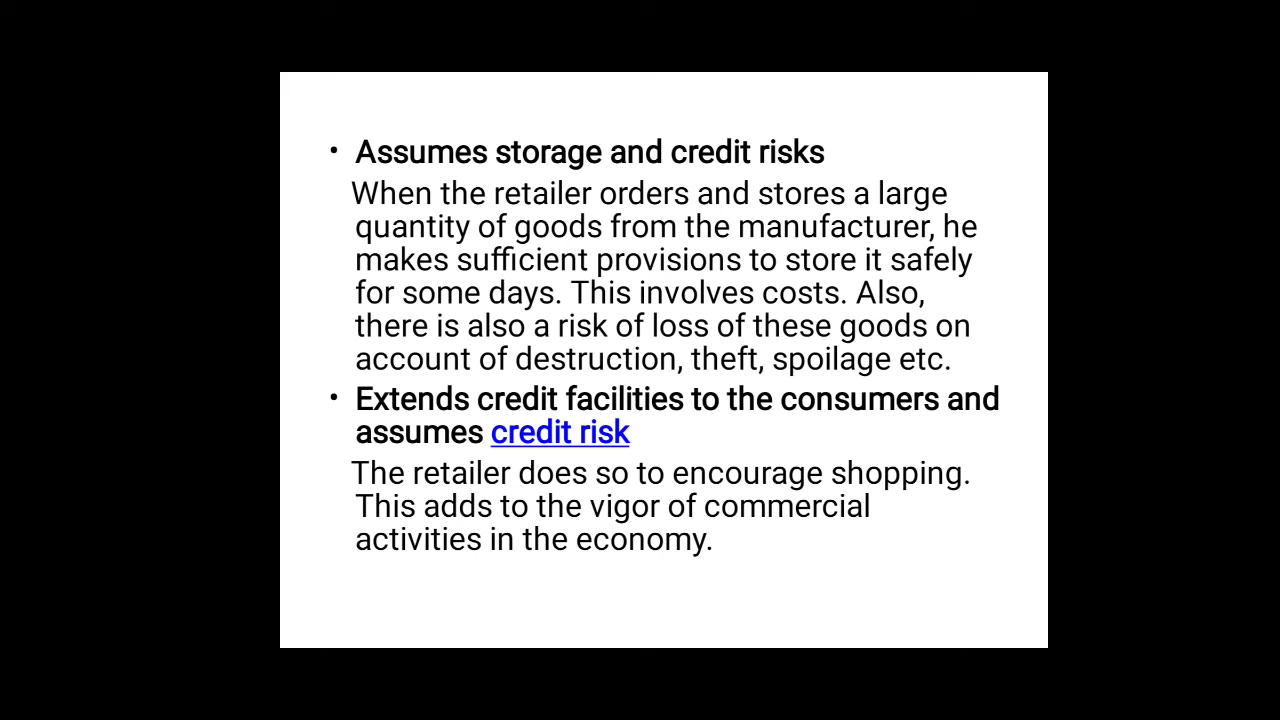 • Assumes storage and credit risks
When the retailer orders and stores a large
quantity of goods from the manufacturer, he
makes sufficient provisions to store it safely
for some days. This involves costs. Also,
there is also a risk of loss of these goods on
account of destruction, theft, spoilage etc.
• Extends credit facilities to the consumers and
assumes credit risk
The retailer does so to encourage shopping.
This adds to the vigor of commercial
activities in the economy.